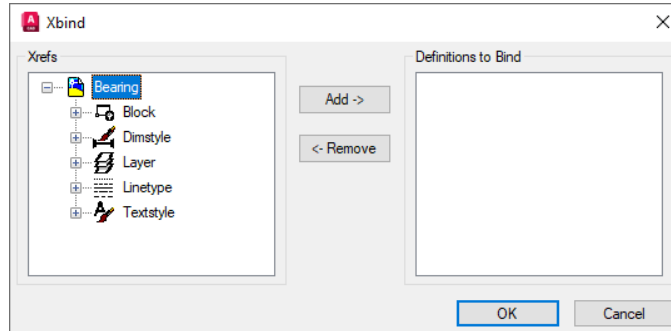 Xbind
Xrefs
Definitions to Bind
Bearing
Block
Dimstyle
Layer
Linetype
Textstyle
Add ->
<- Remove
OK
Cancel